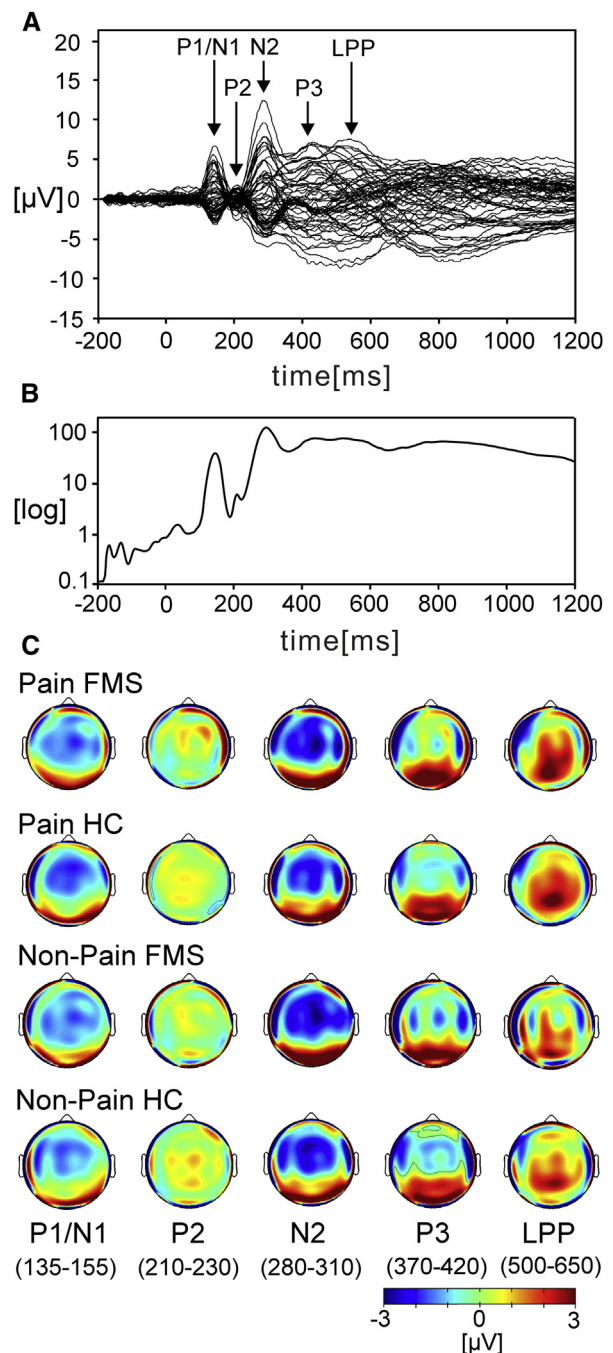 A
P1/N1 N2 LPP
P2 P3
20
15
10
5
[µV] 0
-5
-10
-15
-200 0 200 400 600 800 1000 1200
time[ms]
B
100
10
[log]
1
0.1
-200 0 200 400 600 800 1000 1200
time[ms]
C
Pain FMS
Pain HC
Non-Pain FMS
Non-Pain HC
P1/N1 P2 N2 P3 LPP
(135-155) (210-230) (280-310) (370-420) (500-650)
-3 0 3
[µV]